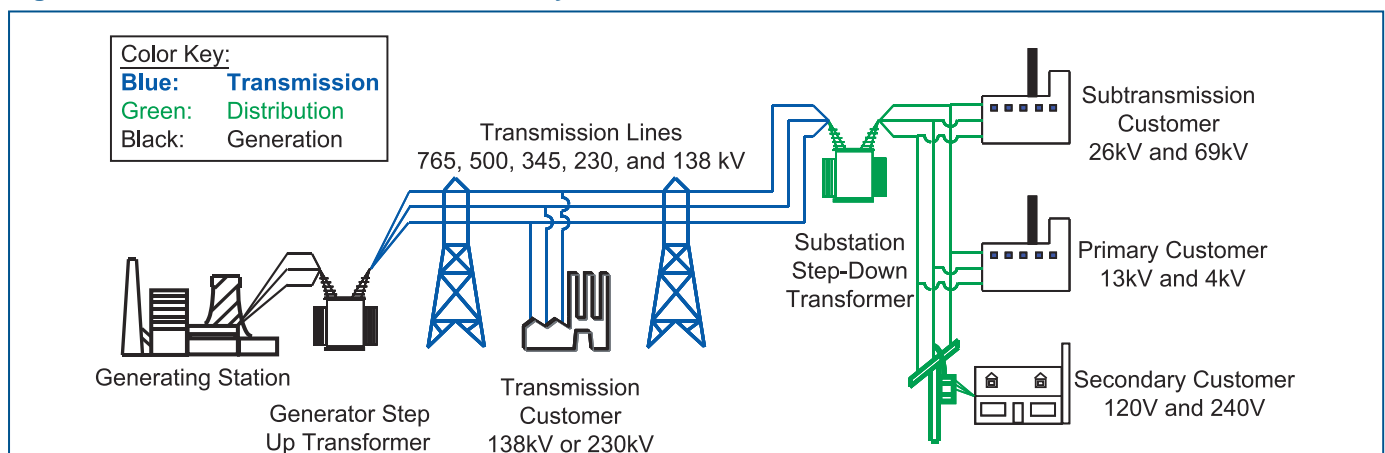 Color Key:
Blue: Transmission
Green: Distribution
Black: Generation
Transmission Lines
765, 500, 345, 230, and 138 kV
Subtransmission
Customer
26kV and 69kV
Substation
Step-Down
Transformer
Primary Customer
13kV and 4kV
Generating Station
Generator Step
Up Transformer
Transmission
Customer
138kV or 230kV
Secondary Customer
120V and 240V